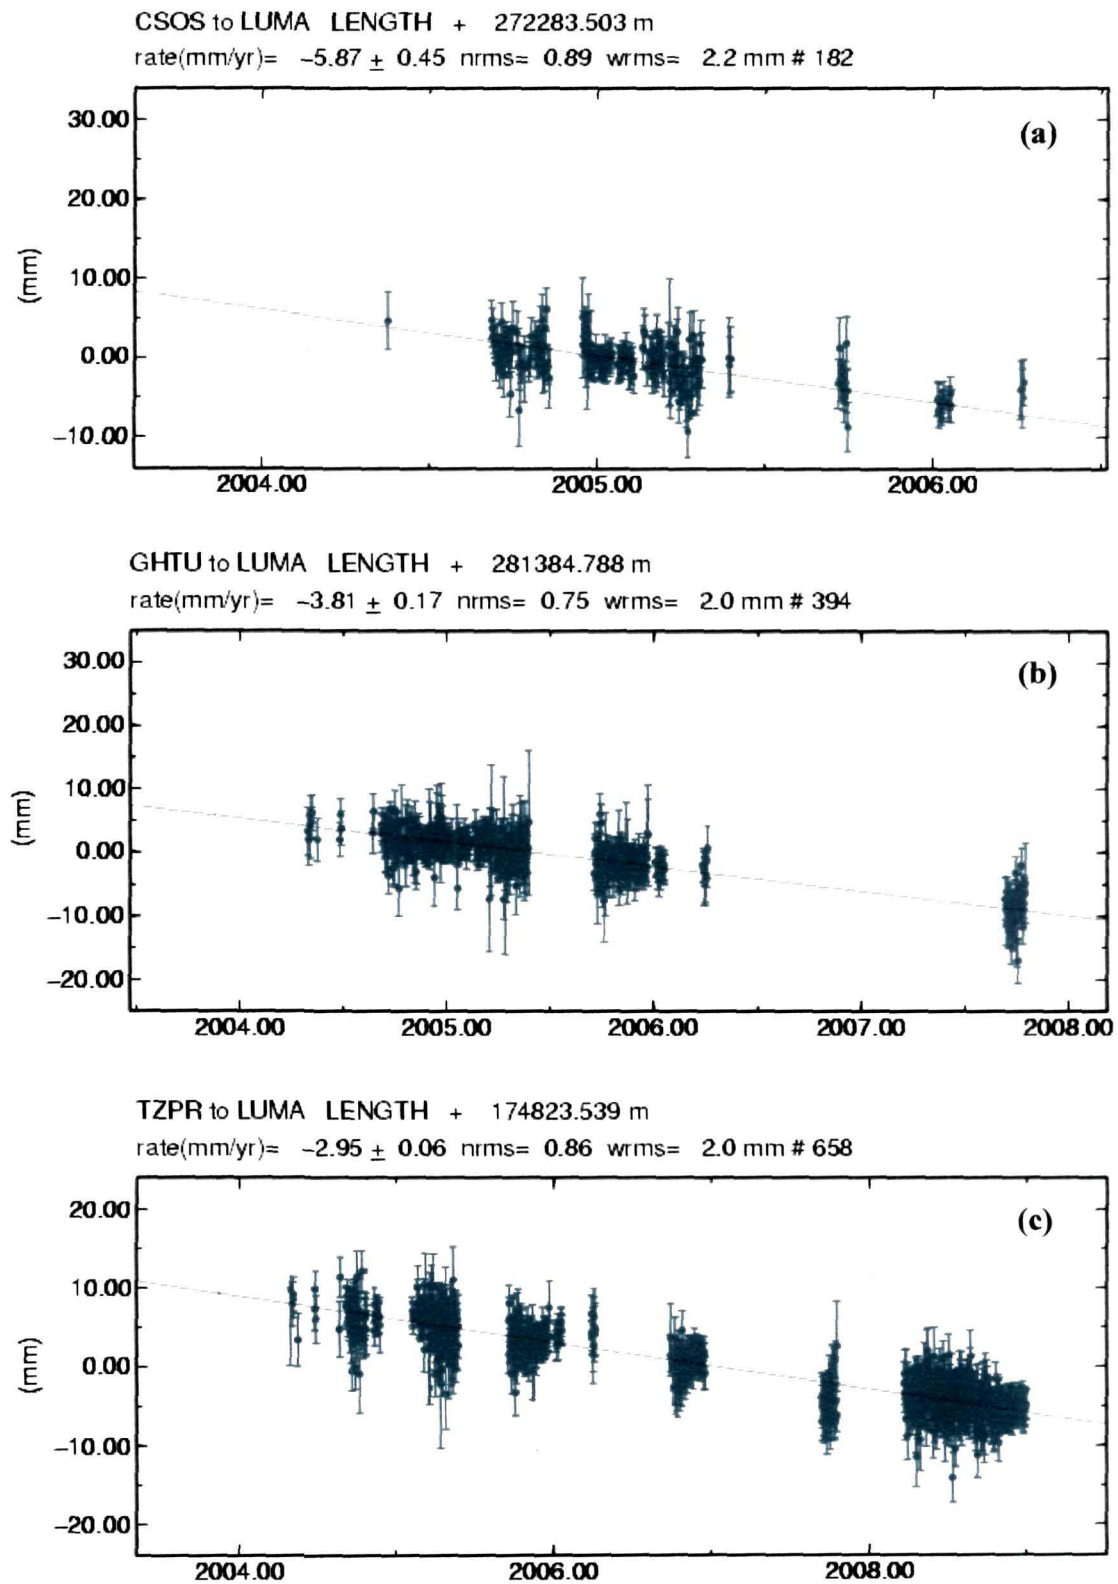 CSOS to LUMA LENGTH + 272283.503 m
rate(mm/yr)= −5.87 ± 0.45 nrms= 0.89 wrms= 2.2 mm # 182
(a)
30.00
20.00
10.00
0.00
−10.00
(mm)
2004.00 2005.00 2006.00
GHTU to LUMA LENGTH + 281384.788 m
rate(mm/yr)= −3.81 ± 0.17 nrms= 0.75 wrms= 2.0 mm # 394
(b)
30.00
20.00
10.00
0.00
−10.00
−20.00
(mm)
2004.00 2005.00 2006.00 2007.00 2008.00
TZPR to LUMA LENGTH + 174823.539 m
rate(mm/yr)= −2.95 ± 0.06 nrms= 0.86 wrms= 2.0 mm # 658
(c)
20.00
10.00
0.00
−10.00
−20.00
(mm)
2004.00 2006.00 2008.00